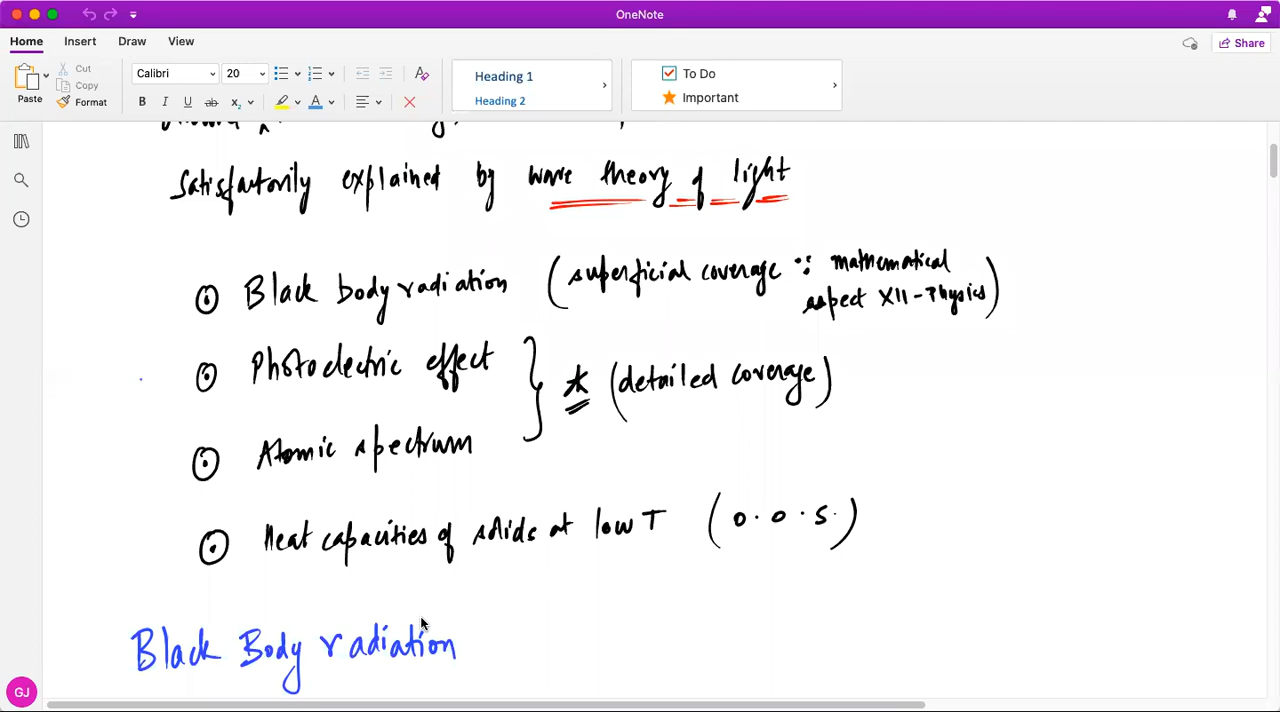 OneNote
Home Insert Draw View
Share
Paste
Cut
Copy
Format
Calibri 20
B I U ab x A
Heading 1
Heading 2
To Do
Important
satisfactorily explained by wave theory of light
Black body radiation (superficial coverage ∵ mathematical
aspect XII - Physics)
Photoelectric effect
* (detailed coverage)
Atomic spectrum
Heat capacities of solids at low T (O.O.S.)
Black Body radiation
GJ